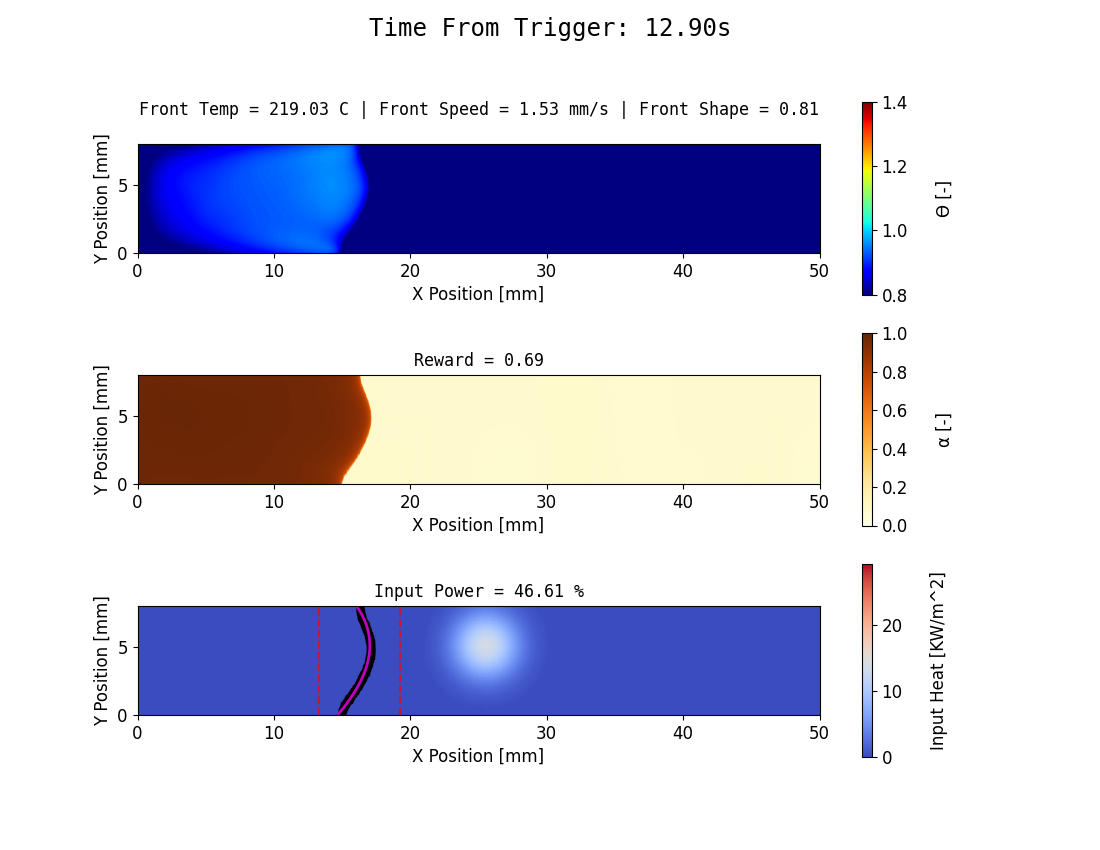 Time From Trigger: 12.90s
Front Temp = 219.03 C | Front Speed = 1.53 mm/s | Front Shape = 0.81
Y Position [mm]
5
0
0 10 20 30 40 50
X Position [mm]
1.4
1.2
1.0
0.8
Θ [-]
Reward = 0.69
Y Position [mm]
5
0
0 10 20 30 40 50
X Position [mm]
1.0
0.8
0.6
0.4
0.2
0.0
α [-]
Input Power = 46.61 %
Y Position [mm]
5
0
0 10 20 30 40 50
X Position [mm]
20
10
0
Input Heat [KW/m^2]